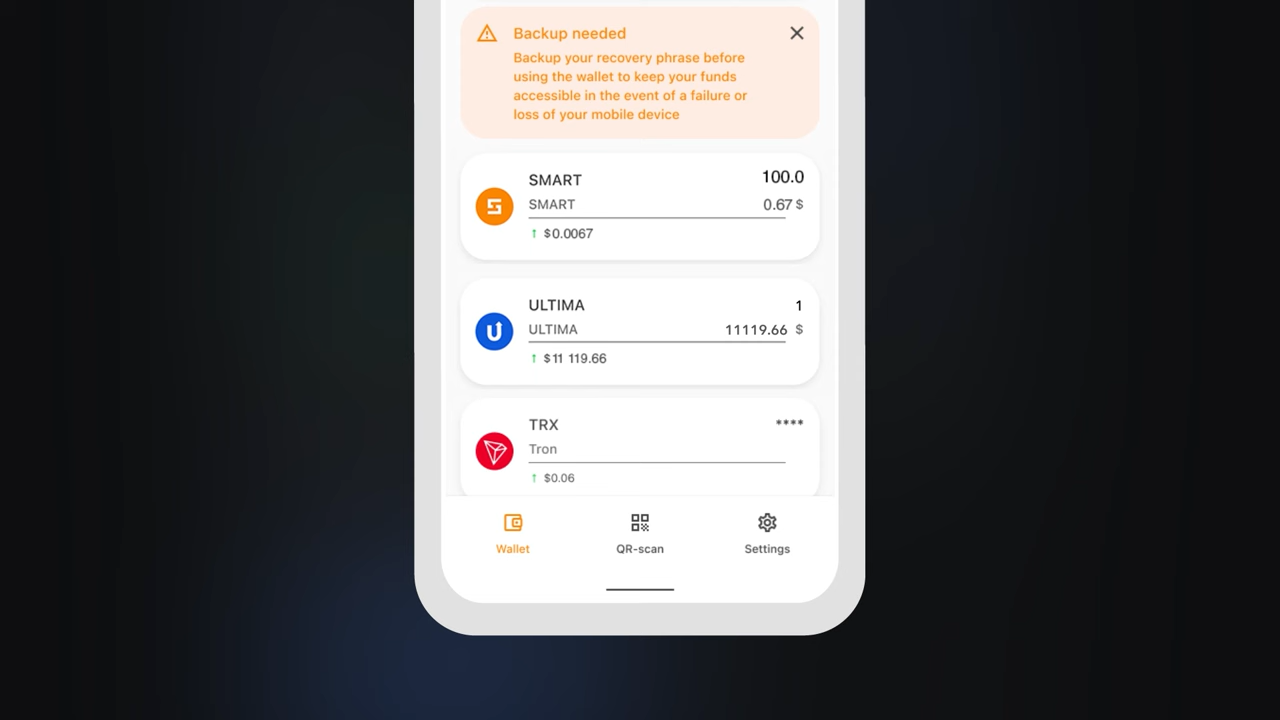 Backup needed
Backup your recovery phrase before
using the wallet to keep your funds
accessible in the event of a failure or
loss of your mobile device
SMART 100.0
SMART 0.67 $
↑ $0.0067
ULTIMA 1
ULTIMA 11119.66 $
↑ $11 119.66
TRX ****
Tron
↑ $0.06
Wallet QR-scan Settings